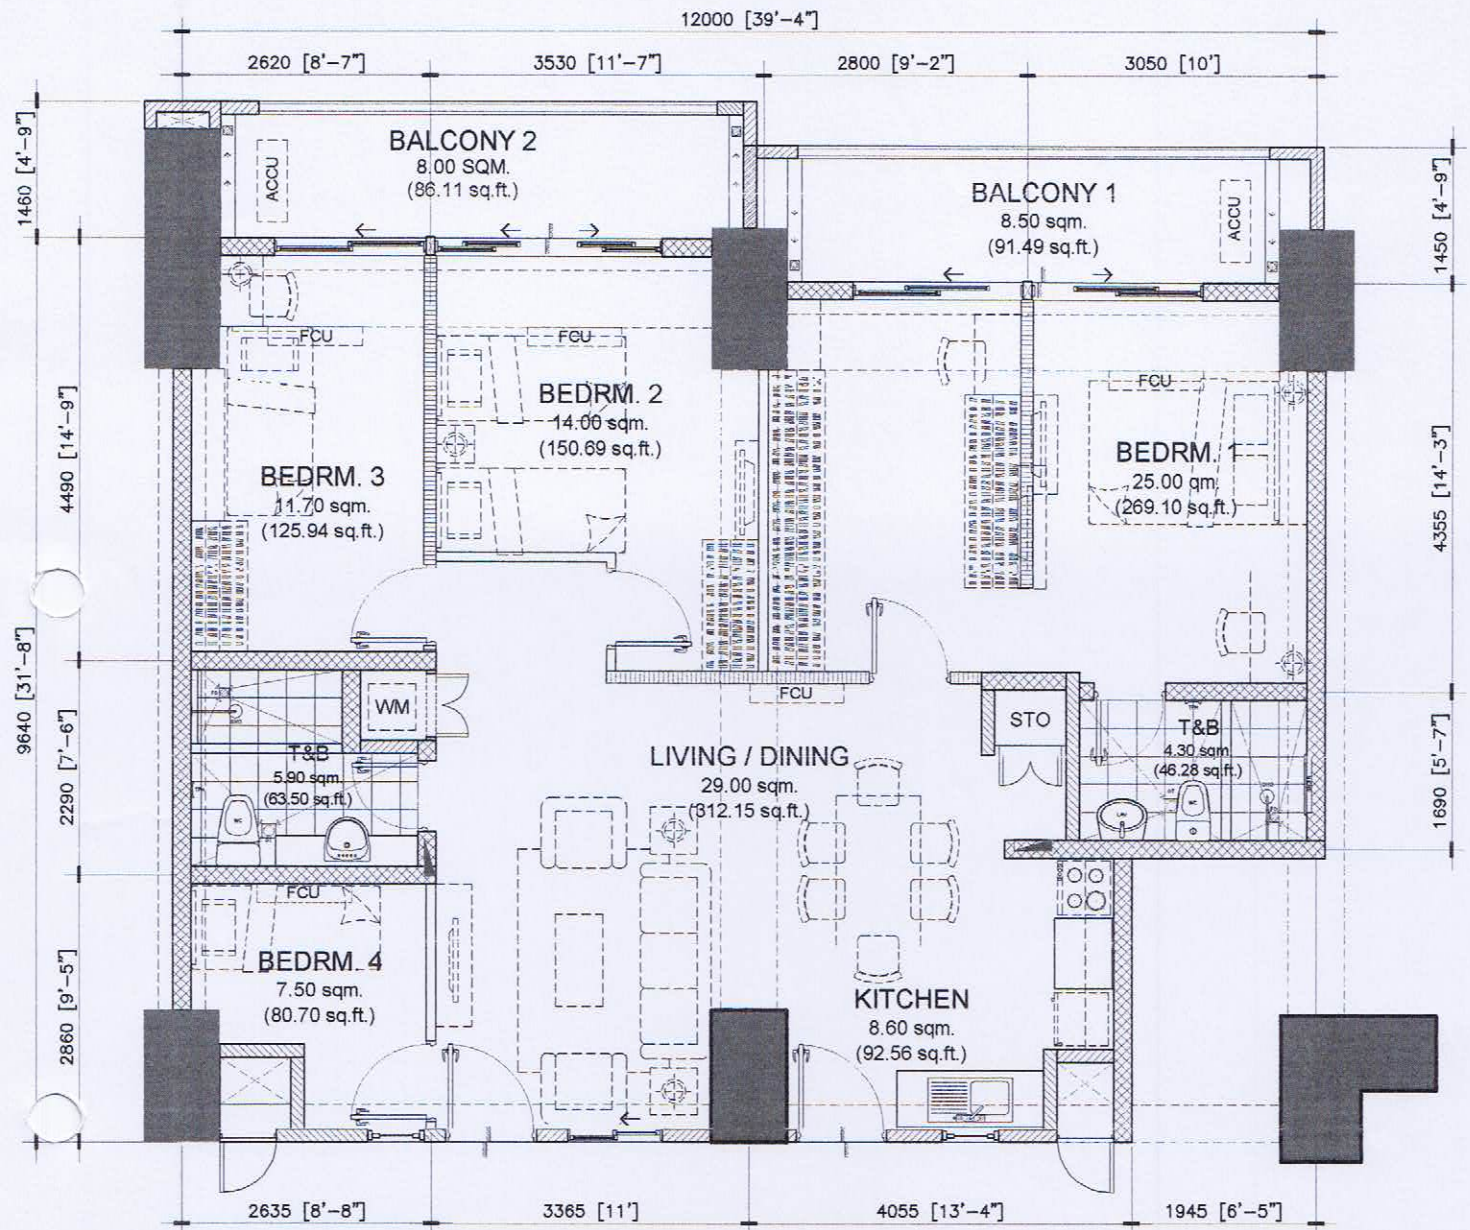 12000 [39'-4"]
2620 [8'-7"]
3530 [11'-7"]
2800 [9'-2"]
3050 [10']
1460 [4'-9"]
4490 [14'-9"]
9640 [31'-8"]
2290 [7'-6"]
2860 [9'-5"]
1450 [4'-9"]
4355 [14'-3"]
1690 [5'-7"]
BALCONY 2
8.00 SQM.
(86.11 sq.ft.)
ACCU
BALCONY 1
8.50 sqm.
(91.49 sq.ft.)
ACCU
FCU
BEDRM. 3
11.70 sqm.
(125.94 sq.ft.)
FCU
BEDRM. 2
14.00 sqm.
(150.69 sq.ft.)
FCU
BEDRM. 1
25.00 qm.
(269.10 sq.ft.)
WM
T&B
5.90 sqm.
(63.50 sq.ft.)
FCU
STO
T&B
4.30 sqm.
(46.28 sq.ft.)
LIVING / DINING
29.00 sqm.
(312.15 sq.ft.)
FCU
BEDRM. 4
7.50 sqm.
(80.70 sq.ft.)
KITCHEN
8.60 sqm.
(92.56 sq.ft.)
2635 [8'-8"]
3365 [11']
4055 [13'-4"]
1945 [6'-5"]